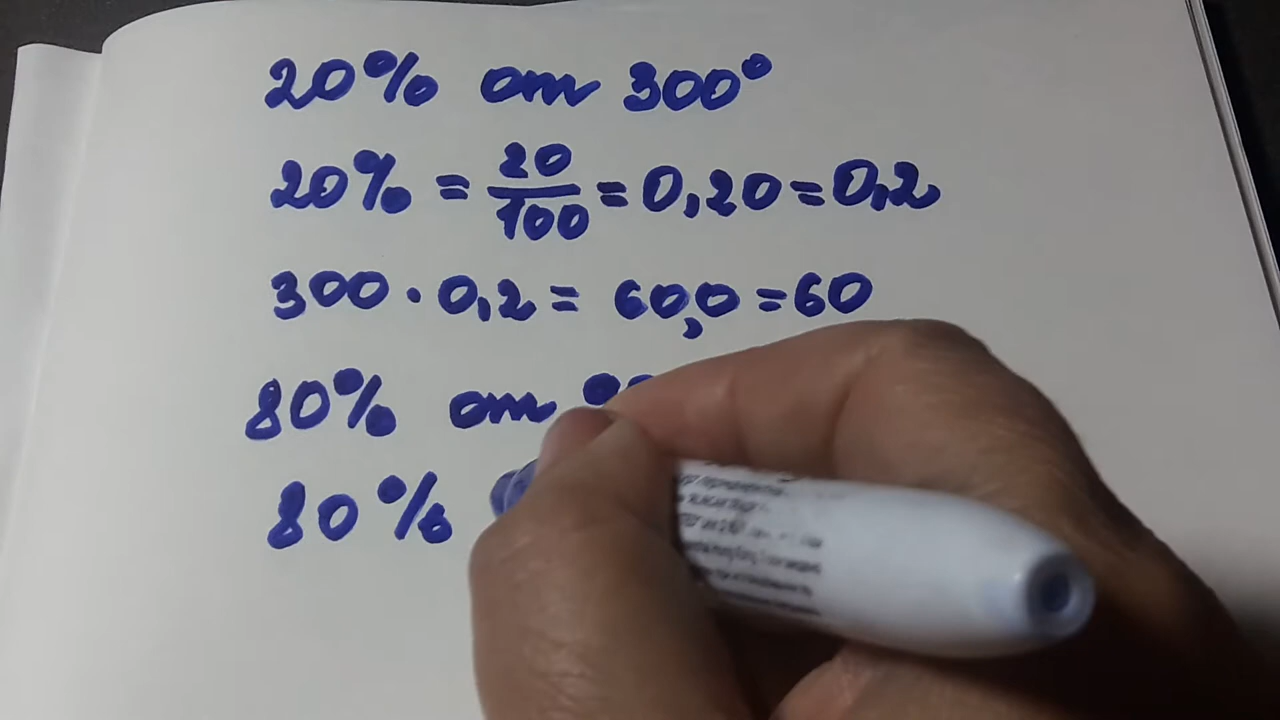 20% от 300°
20% = 20/100 = 0,20 = 0,2
300 · 0,2 = 60,0 = 60
80% от
80%